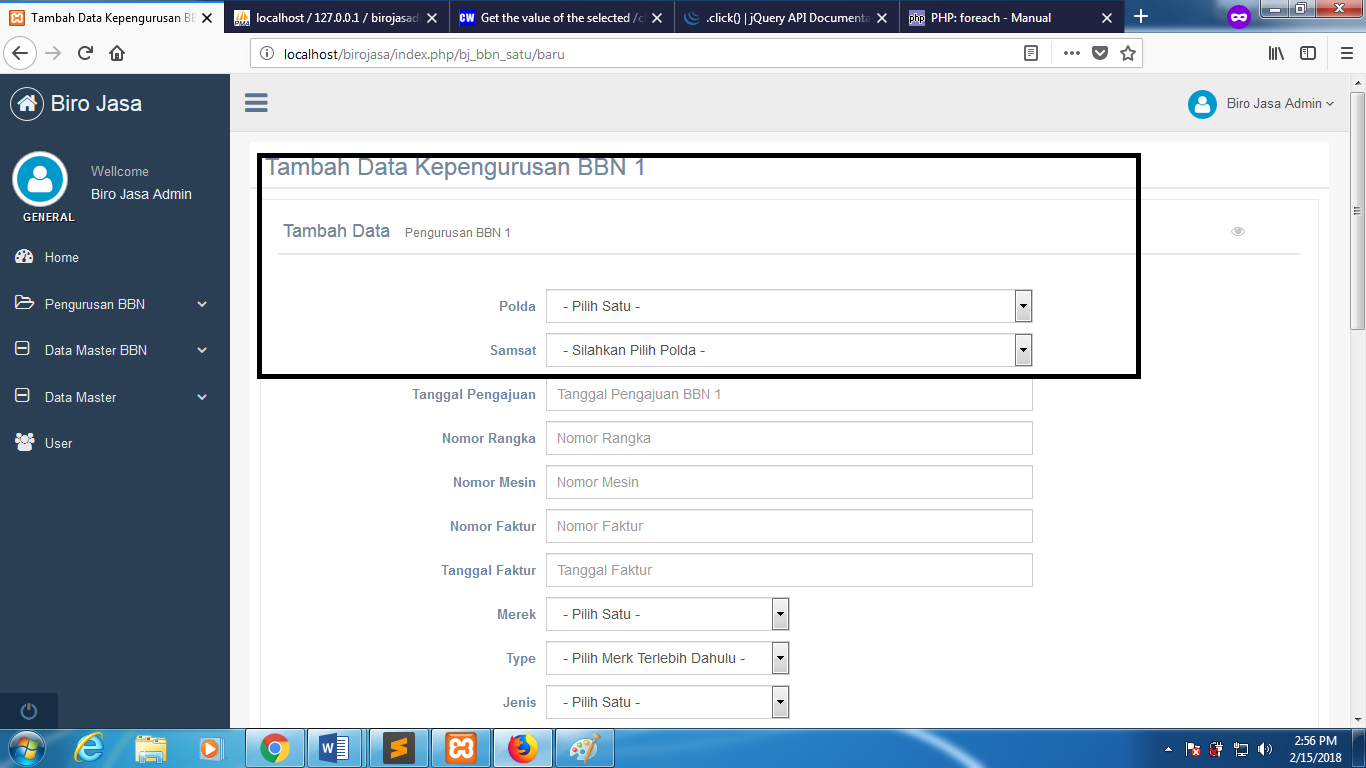 Tambah Data Kepengurusan BB
localhost / 127.0.0.1 / birojasad
Get the value of the selected /cl
.click() | jQuery API Documenta
PHP: foreach - Manual
localhost/birojasa/index.php/bj_bbn_satu/baru
Biro Jasa
Biro Jasa Admin
Wellcome
Biro Jasa Admin
GENERAL
Home
Pengurusan BBN
Data Master BBN
Data Master
User
Tambah Data Kepengurusan BBN 1
Tambah Data Pengurusan BBN 1
Polda - Pilih Satu -
Samsat - Silahkan Pilih Polda -
Tanggal Pengajuan Tanggal Pengajuan BBN 1
Nomor Rangka Nomor Rangka
Nomor Mesin Nomor Mesin
Nomor Faktur Nomor Faktur
Tanggal Faktur Tanggal Faktur
Merek - Pilih Satu -
Type - Pilih Merk Terlebih Dahulu -
Jenis - Pilih Satu -
2:56 PM
2/15/2018